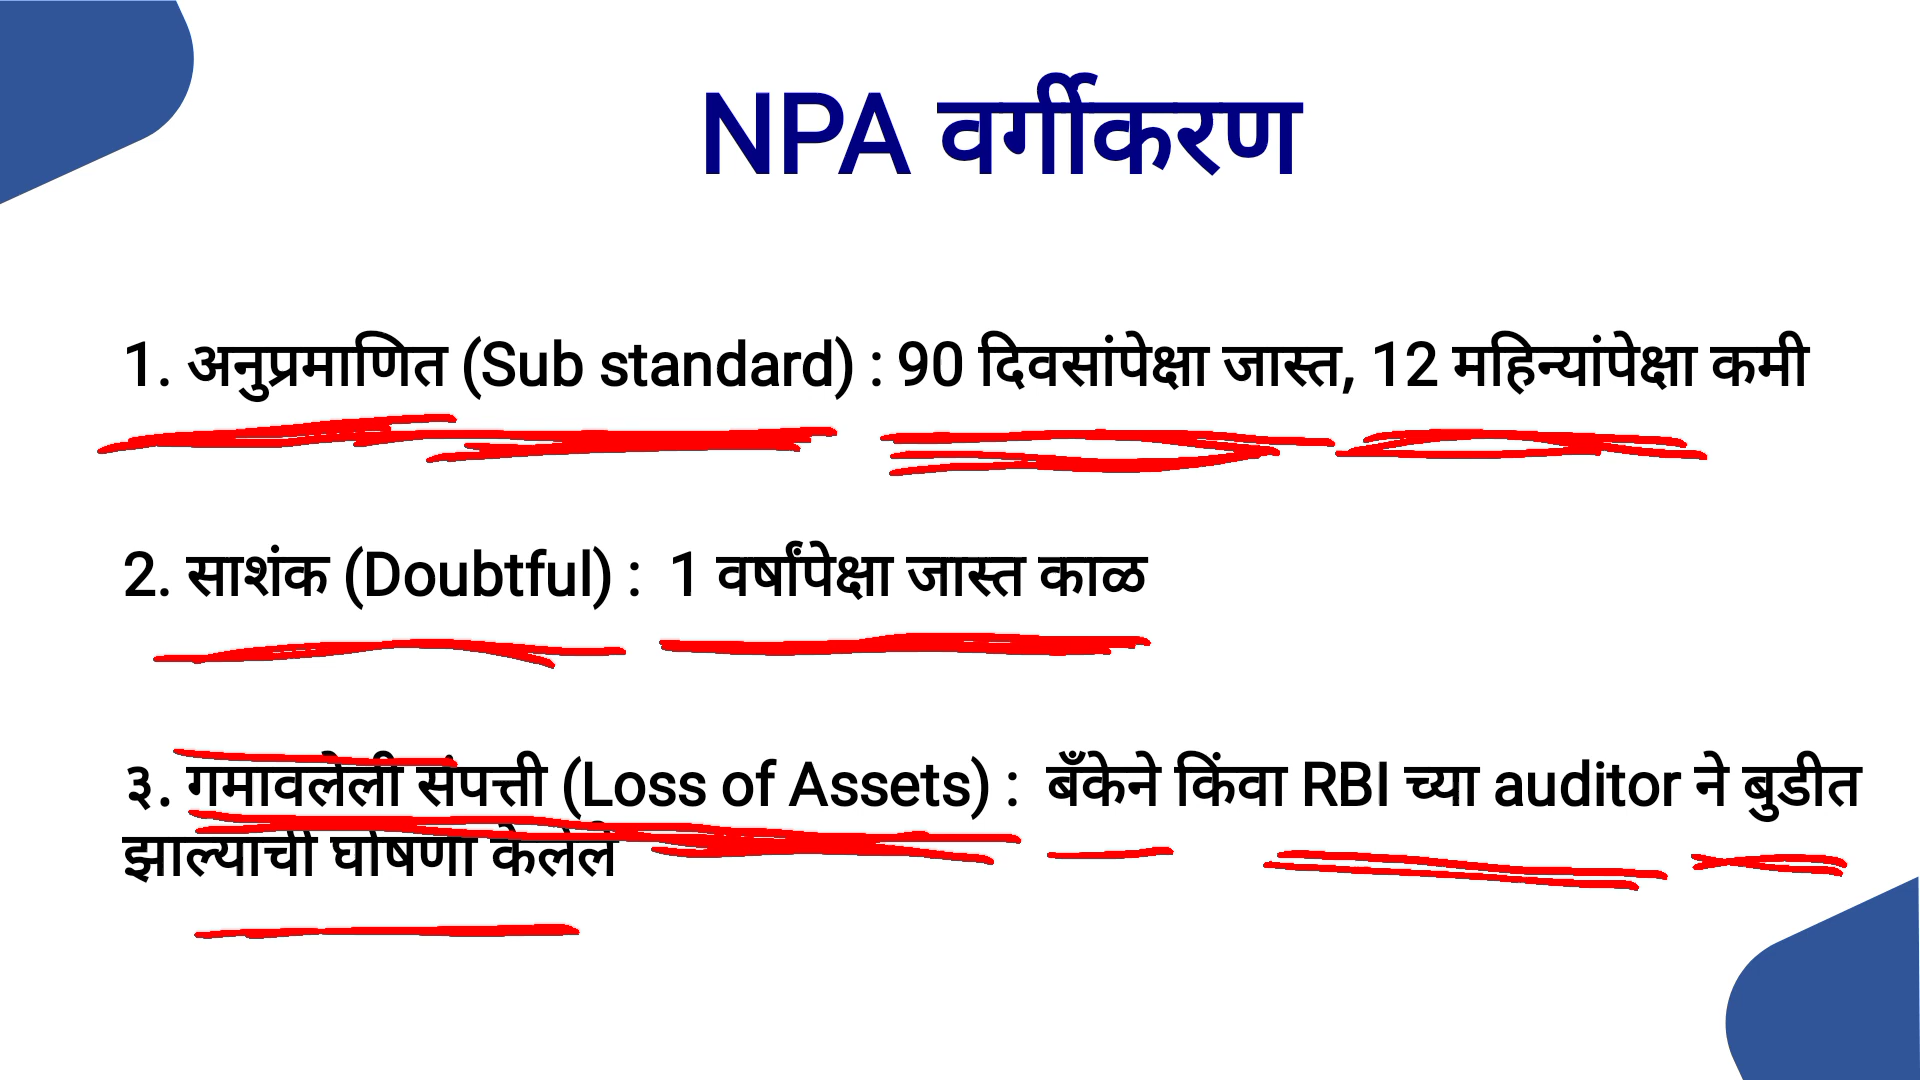 NPA वर्गीकरण
1. अनुप्रमाणित (Sub standard) : 90 दिवसांपेक्षा जास्त, 12 महिन्यांपेक्षा कमी
2. साशंक (Doubtful) : 1 वर्षांपेक्षा जास्त काळ
३. गमावलेली संपत्ती (Loss of Assets) : बँकेने किंवा RBI च्या auditor ने बुडीत
झाल्याची घोषणा केलेले